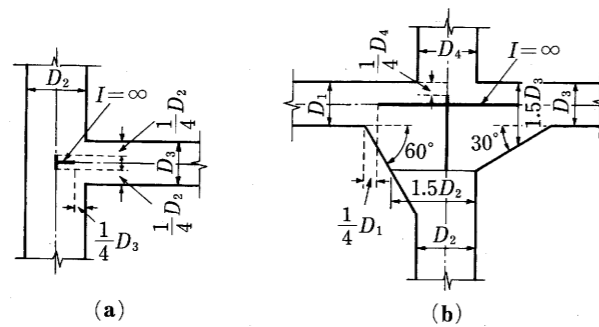 D₂
I=∞
1/4 D₂
D₃
1/4 D₂
1/4 D₃
(a)
D₄
1/4 D₄
I=∞
D₁
1.5D₃
D₃
60°
30°
1.5D₂
1/4 D₁
D₂
(b)